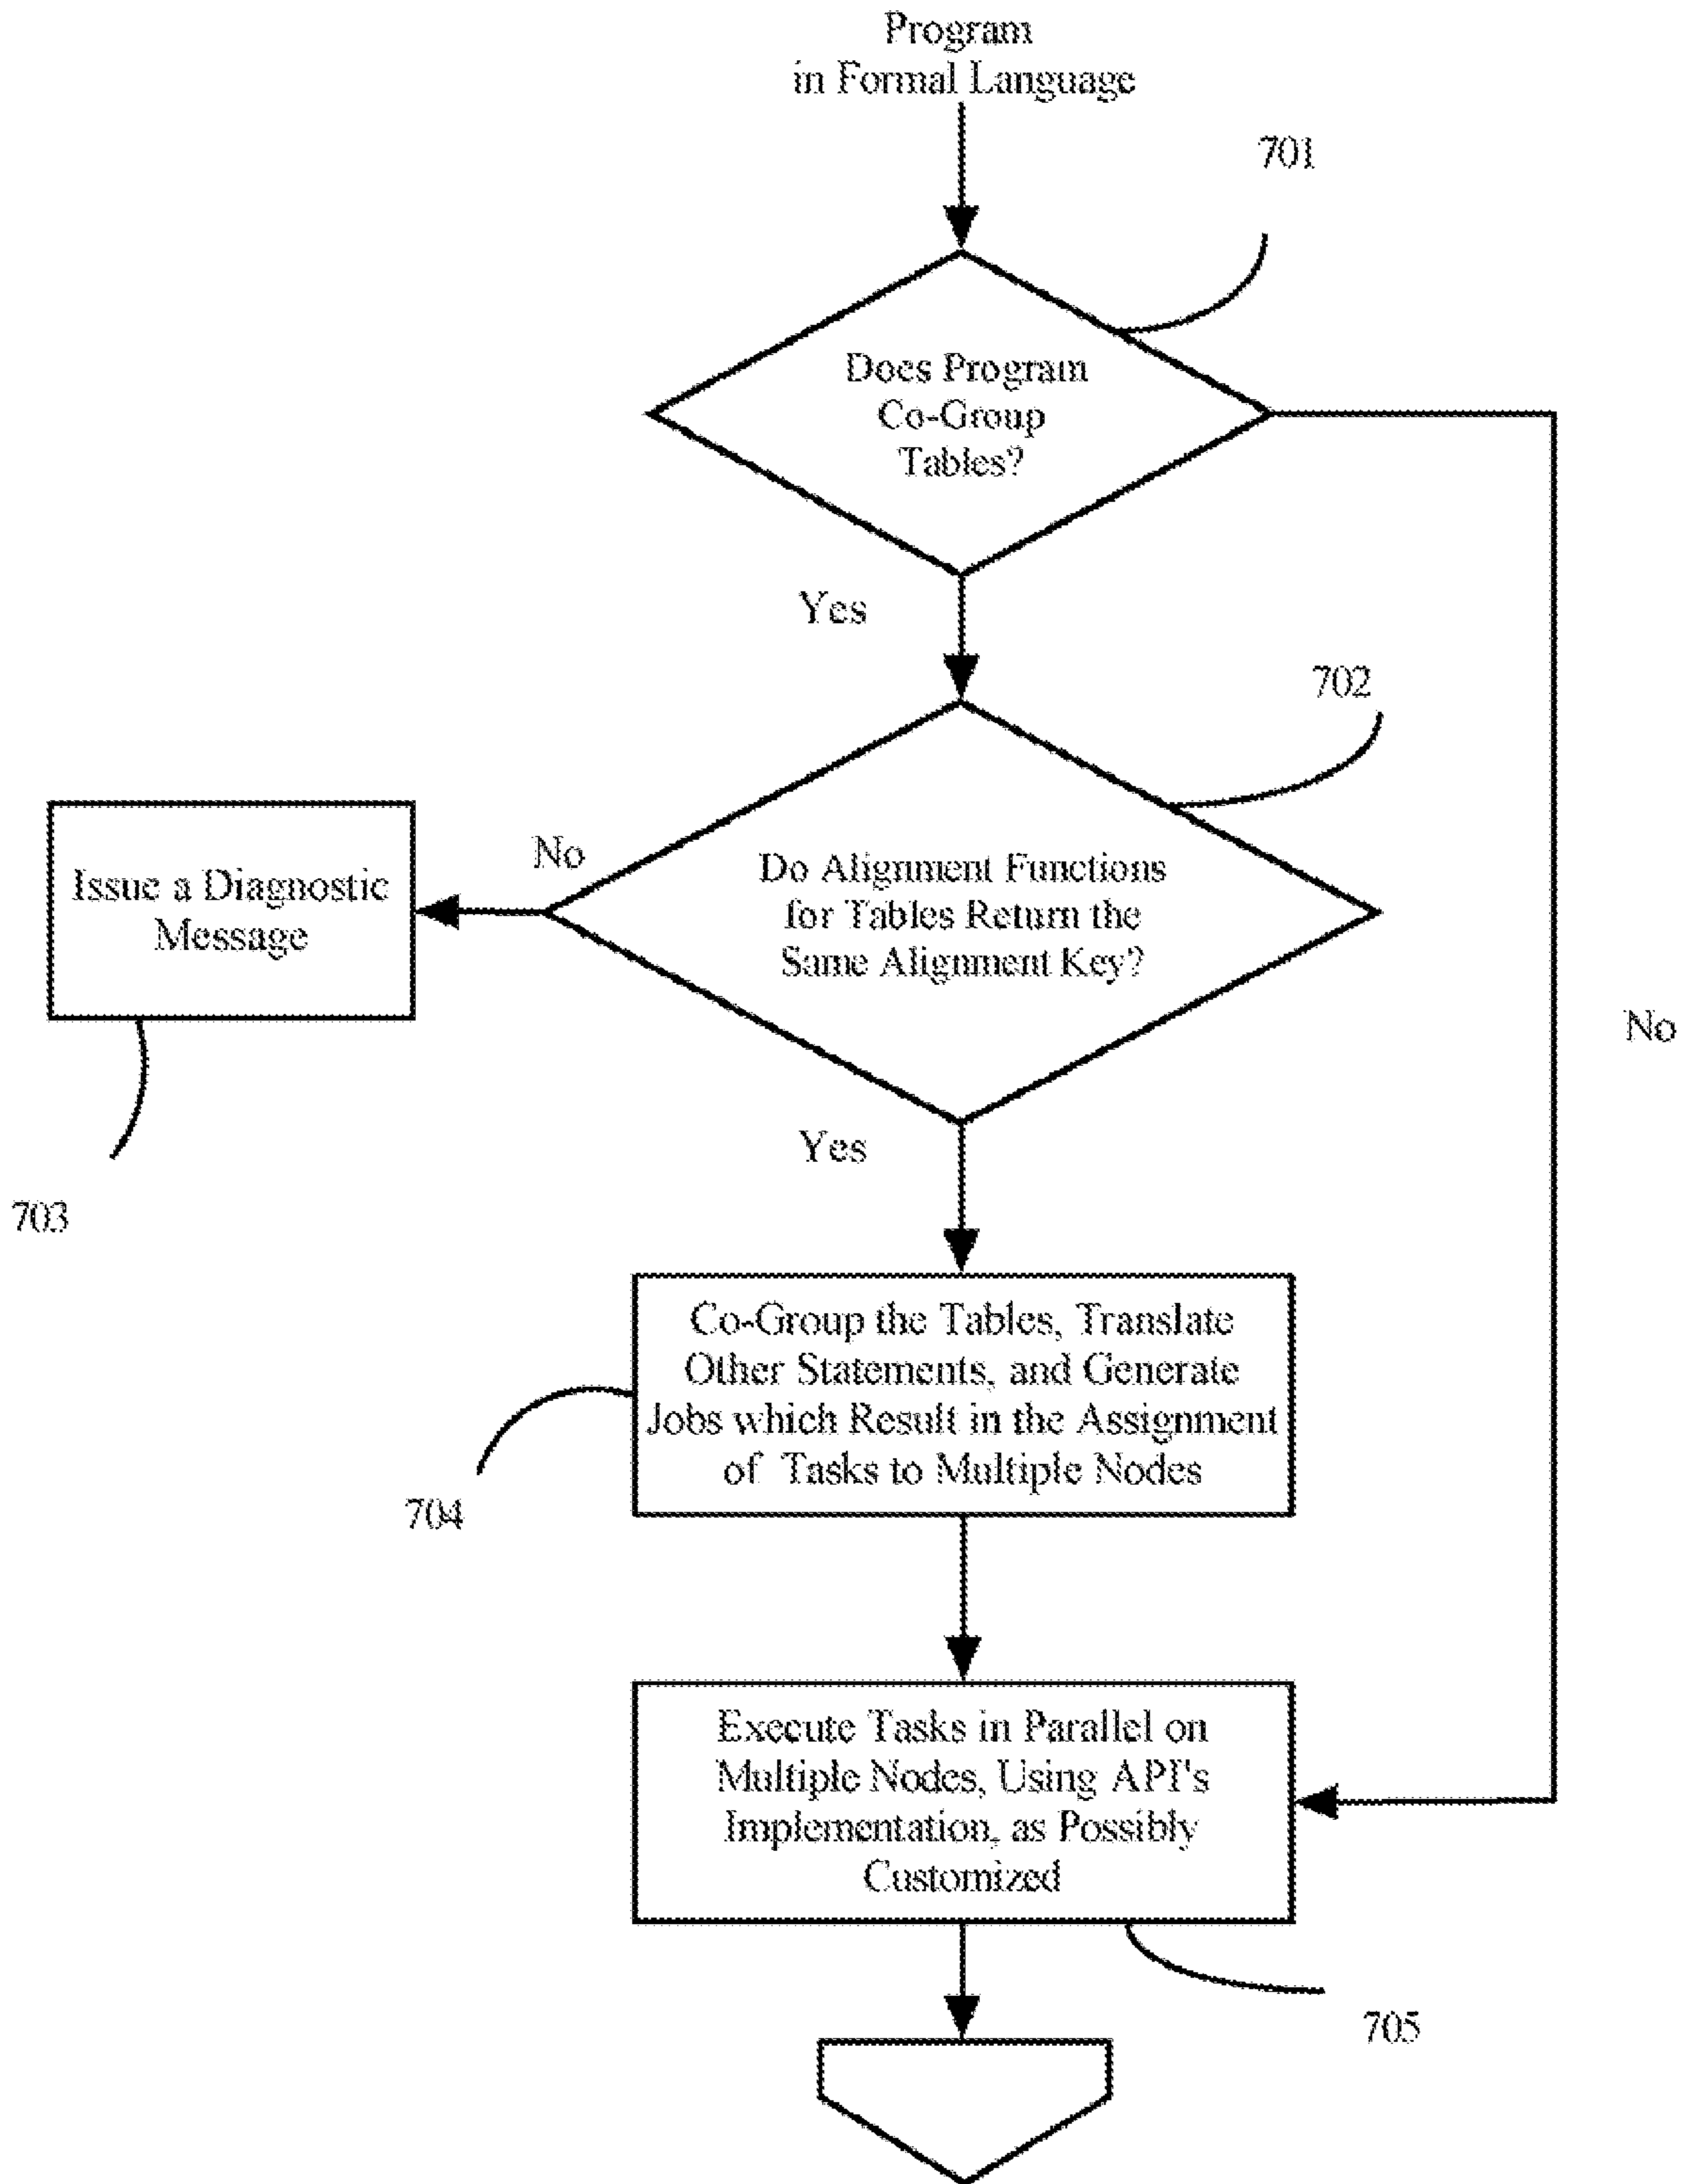 Program
in Formal Language
701
Does Program
Co-Group
Tables?
Yes
702
No
Do Alignment Functions
for Tables Return the
Same Alignment Key?
Issue a Diagnostic
Message
No
Yes
703
Co-Group the Tables, Translate
Other Statements, and Generate
Jobs which Result in the Assignment
of Tasks to Multiple Nodes
704
Execute Tasks in Parallel on
Multiple Nodes, Using API's
Implementation, as Possibly
Customized
705